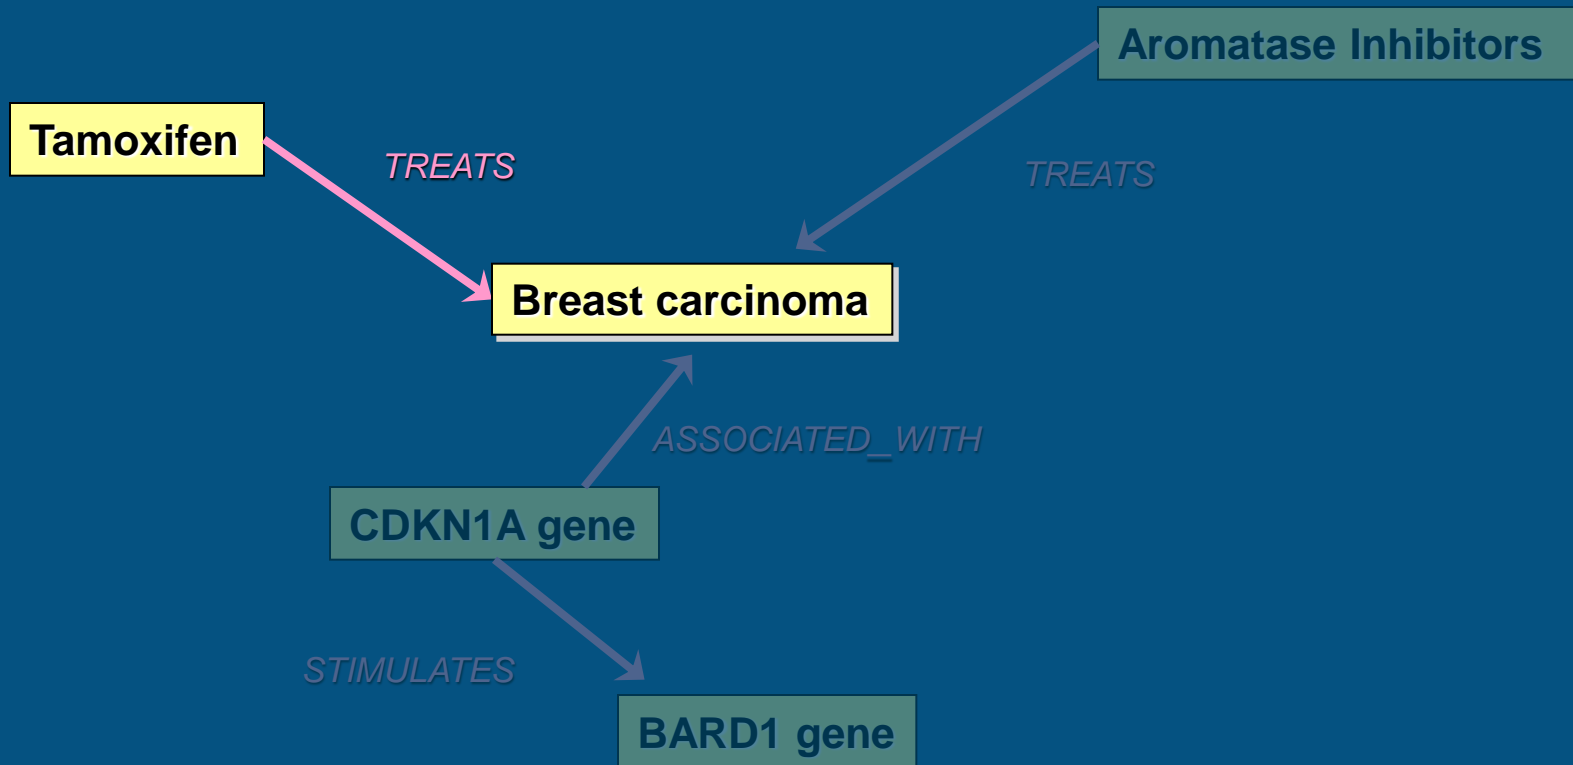 Aromatase Inhibitors
Tamoxifen
TREATS
TREATS
Breast carcinoma
ASSOCIATED_WITH
CDKN1A gene
STIMULATES
BARD1 gene